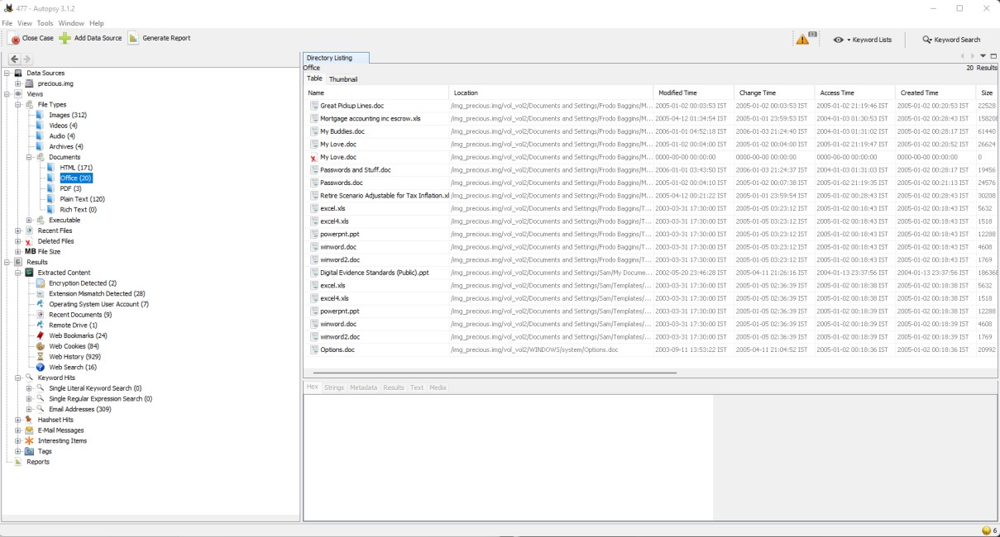 477 - Autopsy 3.1.2
File View Tools Window Help
Close Case Add Data Source Generate Report 13 Keyword Lists Keyword Search
Data Sources
precious.img
Views
File Types
Images (312)
Videos (4)
Audio (4)
Archives (4)
Documents
HTML (171)
Office (20)
PDF (3)
Plain Text (120)
Rich Text (0)
Executable
Recent Files
Deleted Files
MB File Size
Results
Extracted Content
Encryption Detected (2)
Extension Mismatch Detected (28)
Operating System User Account (7)
Recent Documents (9)
Remote Drive (1)
Web Bookmarks (24)
Web Cookies (84)
Web History (929)
Web Search (16)
Keyword Hits
Single Literal Keyword Search (0)
Single Regular Expression Search (0)
Email Addresses (309)
Hashset Hits
E-Mail Messages
Interesting Items
Tags
Reports
Directory Listing
Office 20 Results
Table Thumbnail
Name Location Modified Time Change Time Access Time Created Time Size
Great Pickup Lines.doc /img_precious.img/vol_vol2/Documents and Settings/Frodo Baggins/M... 2005-01-02 00:03:53 IST 2005-01-02 00:03:53 IST 2005-01-02 21:19:46 IST 2005-01-02 00:20:53 IST 22528
Mortgage accounting inc escrow.xls /img_precious.img/vol_vol2/Documents and Settings/Frodo Baggins/M... 2005-04-12 01:34:54 IST 2005-01-01 23:59:53 IST 2004-01-03 01:30:53 IST 2005-01-02 00:28:43 IST 158208
My Buddies.doc /img_precious.img/vol_vol2/Documents and Settings/Frodo Baggins/M... 2006-01-01 04:52:18 IST 2006-01-03 21:24:40 IST 2004-01-03 01:31:02 IST 2005-01-02 00:28:17 IST 61440
My Love.doc /img_precious.img/vol_vol2/Documents and Settings/Frodo Baggins/M... 2005-01-02 00:04:00 IST 2005-01-02 00:04:00 IST 2005-01-02 21:19:47 IST 2005-01-02 00:20:52 IST 26624
My Love.doc /img_precious.img/vol_vol2/Documents and Settings/Frodo Baggins/M... 0000-00-00 00:00:00 0000-00-00 00:00:00 0000-00-00 00:00:00 0000-00-00 00:00:00 0
Passwords and Stuff.doc /img_precious.img/vol_vol2/Documents and Settings/Frodo Baggins/M... 2006-01-01 03:43:50 IST 2006-01-03 21:24:37 IST 2004-01-03 01:31:03 IST 2005-01-02 00:28:17 IST 19456
Passwords.doc /img_precious.img/vol_vol2/Documents and Settings/Frodo Baggins/M... 2005-01-02 00:04:10 IST 2005-01-02 00:07:38 IST 2005-01-02 21:19:35 IST 2005-01-02 00:21:13 IST 24576
Retire Scenario Adjustable for Tax Inflation.xl /img_precious.img/vol_vol2/Documents and Settings/Frodo Baggins/M... 2005-04-12 00:21:22 IST 2005-01-01 23:59:54 IST 2005-01-02 00:28:43 IST 2005-01-02 00:28:43 IST 30208
excel.xls /img_precious.img/vol_vol2/Documents and Settings/Frodo Baggins/T... 2003-03-31 17:30:00 IST 2005-01-05 03:23:12 IST 2005-01-02 00:18:43 IST 2005-01-02 00:18:43 IST 5632
excel4.xls /img_precious.img/vol_vol2/Documents and Settings/Frodo Baggins/T... 2003-03-31 17:30:00 IST 2005-01-05 03:23:12 IST 2005-01-02 00:18:43 IST 2005-01-02 00:18:43 IST 1518
powerpnt.ppt /img_precious.img/vol_vol2/Documents and Settings/Frodo Baggins/T... 2003-03-31 17:30:00 IST 2005-01-05 03:23:12 IST 2005-01-02 00:18:43 IST 2005-01-02 00:18:43 IST 12288
winword.doc /img_precious.img/vol_vol2/Documents and Settings/Frodo Baggins/T... 2003-03-31 17:30:00 IST 2005-01-05 03:23:12 IST 2005-01-02 00:18:43 IST 2005-01-02 00:18:43 IST 4608
winword2.doc /img_precious.img/vol_vol2/Documents and Settings/Frodo Baggins/T... 2003-03-31 17:30:00 IST 2005-01-05 03:23:12 IST 2005-01-02 00:18:43 IST 2005-01-02 00:18:43 IST 1769
Digital Evidence Standards (Public).ppt /img_precious.img/vol_vol2/Documents and Settings/Sam/My Docume... 2002-05-20 23:46:28 IST 2005-04-11 21:26:16 IST 2004-01-13 23:37:56 IST 2004-01-13 23:37:56 IST 186368
excel.xls /img_precious.img/vol_vol2/Documents and Settings/Sam/Templates/... 2003-03-31 17:30:00 IST 2005-01-05 02:36:39 IST 2005-01-02 00:18:38 IST 2005-01-02 00:18:38 IST 5632
excel4.xls /img_precious.img/vol_vol2/Documents and Settings/Sam/Templates/... 2003-03-31 17:30:00 IST 2005-01-05 02:36:39 IST 2005-01-02 00:18:39 IST 2005-01-02 00:18:39 IST 1518
powerpnt.ppt /img_precious.img/vol_vol2/Documents and Settings/Sam/Templates/... 2003-03-31 17:30:00 IST 2005-01-05 02:36:39 IST 2005-01-02 00:18:39 IST 2005-01-02 00:18:39 IST 12288
winword.doc /img_precious.img/vol_vol2/Documents and Settings/Sam/Templates/... 2003-03-31 17:30:00 IST 2005-01-05 02:36:39 IST 2005-01-02 00:18:39 IST 2005-01-02 00:18:39 IST 4608
winword2.doc /img_precious.img/vol_vol2/Documents and Settings/Sam/Templates/... 2003-03-31 17:30:00 IST 2005-01-05 02:36:39 IST 2005-01-02 00:18:39 IST 2005-01-02 00:18:39 IST 1769
Options.doc /img_precious.img/vol_vol2/WINDOWS/system/Options.doc 2003-09-11 13:53:22 IST 2005-04-11 21:04:52 IST 2005-01-02 00:18:36 IST 2005-01-02 00:18:36 IST 20992
Hex Strings Metadata Results Text Media
6